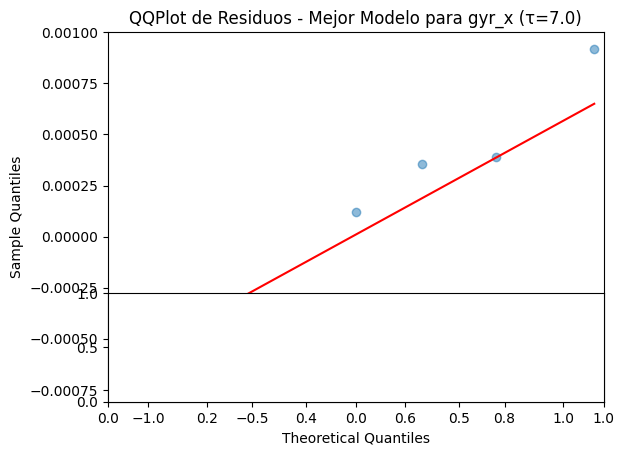 QQPlot de Residuos - Mejor Modelo para gyr_x (τ=7.0)
0.00100
0.00075
0.00050
0.00025
0.00000
−0.00025
1.0
−0.00050
0.5
−0.00075
0.0
Sample Quantiles
0.0 −1.0 0.2 −0.5 0.4 0.0 0.6 0.5 0.8 1.0 1.0
Theoretical Quantiles